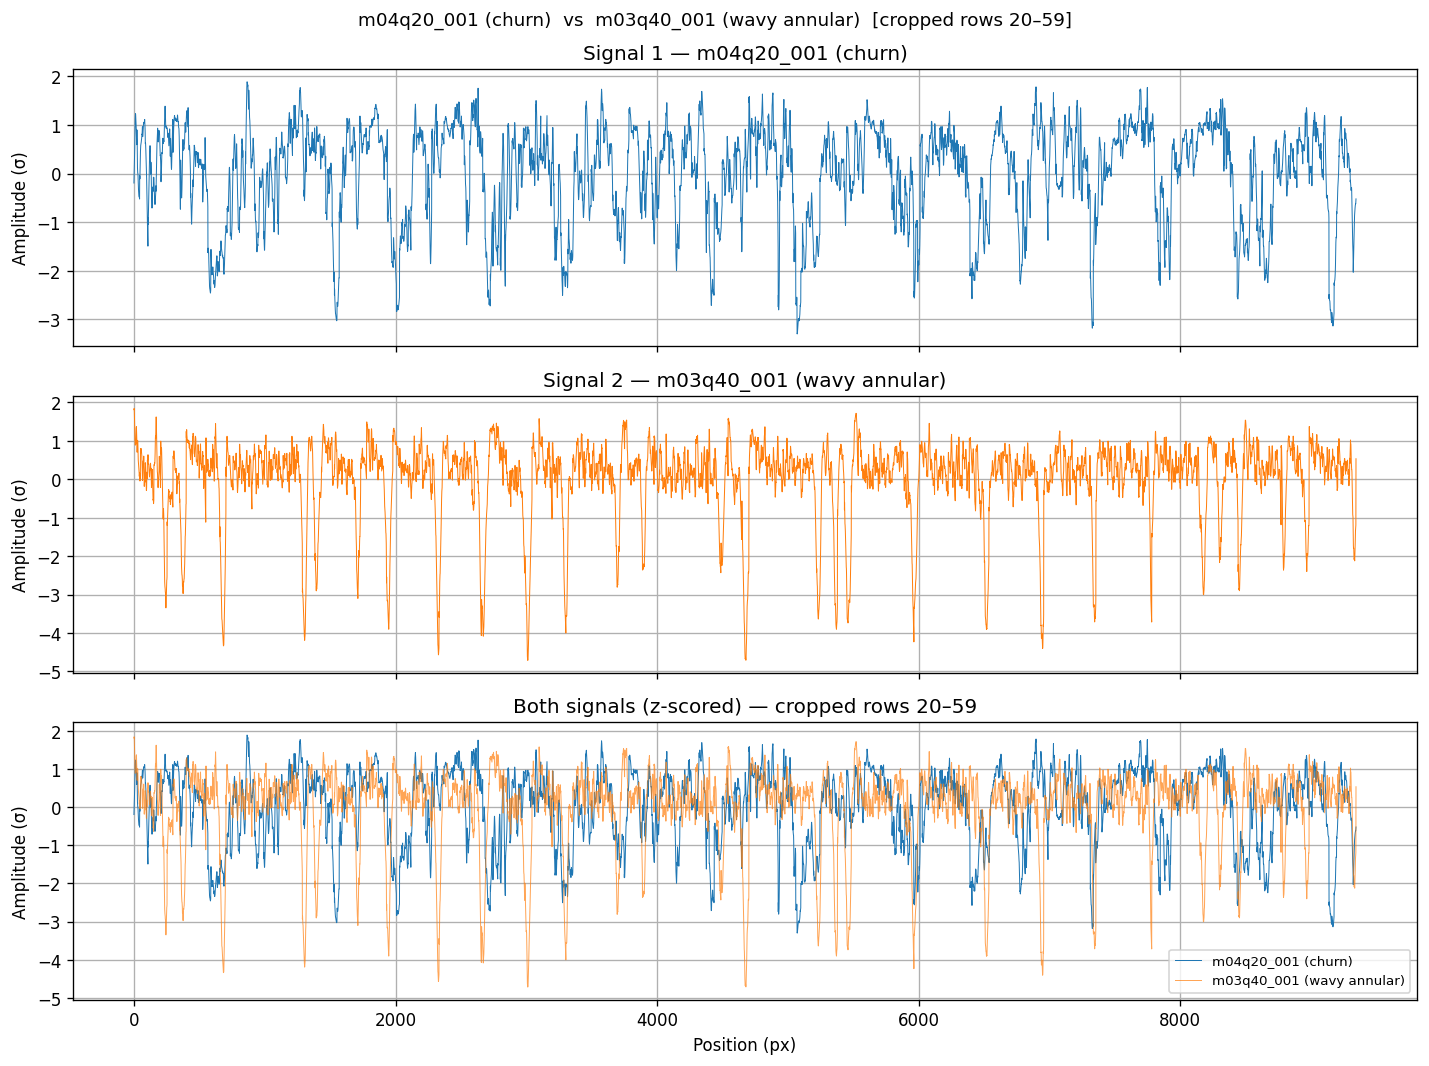 m04q20_001 (churn)  vs  m03q40_001 (wavy annular)  [cropped rows 20–59]
Signal 1 — m04q20_001 (churn)
2
1
0
−1
−2
−3
Amplitude (σ)
Signal 2 — m03q40_001 (wavy annular)
2
1
0
−1
−2
−3
−4
−5
Amplitude (σ)
Both signals (z-scored) — cropped rows 20–59
2
1
0
−1
−2
−3
−4
−5
Amplitude (σ)
m04q20_001 (churn)
m03q40_001 (wavy annular)
0 2000 4000 6000 8000
Position (px)